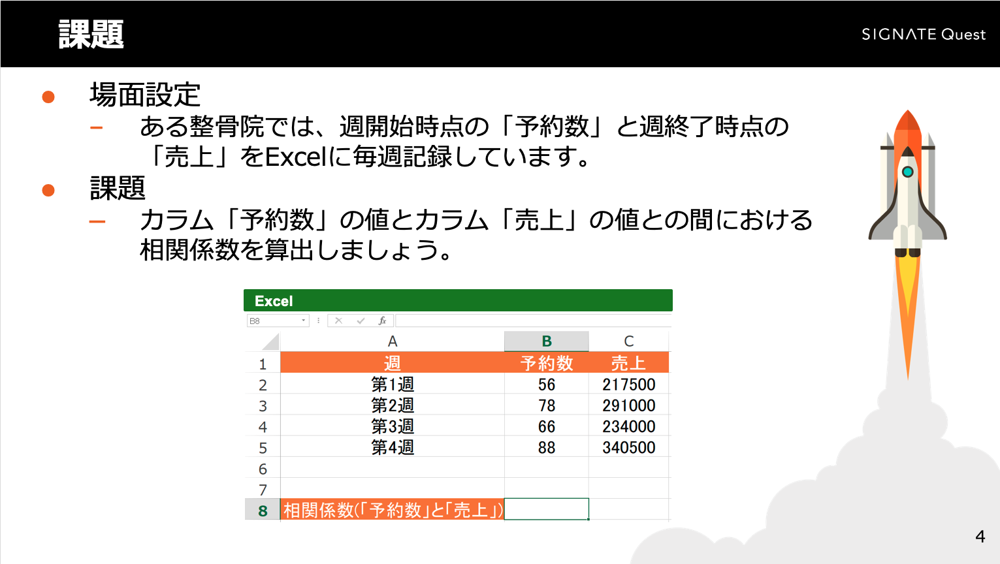 課題
SIGNATE Quest
● 場面設定
– ある整骨院では、週開始時点の「予約数」と週終了時点の
「売上」をExcelに毎週記録しています。
● 課題
– カラム「予約数」の値とカラム「売上」の値との間における
相関係数を算出しましょう。
Excel
B8 fx
A B C
1 週 予約数 売上
2 第1週 56 217500
3 第2週 78 291000
4 第3週 66 234000
5 第4週 88 340500
6
7
8 相関係数(「予約数」と「売上」)
4